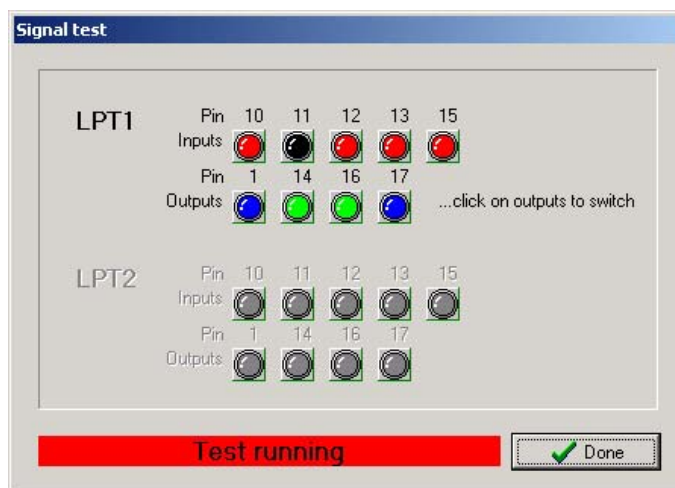 Signal test
LPT1
Pin 10 11 12 13 15
Inputs
Pin 1 14 16 17
Outputs
...click on outputs to switch
LPT2
Pin 10 11 12 13 15
Inputs
Pin 1 14 16 17
Outputs
Test running
Done